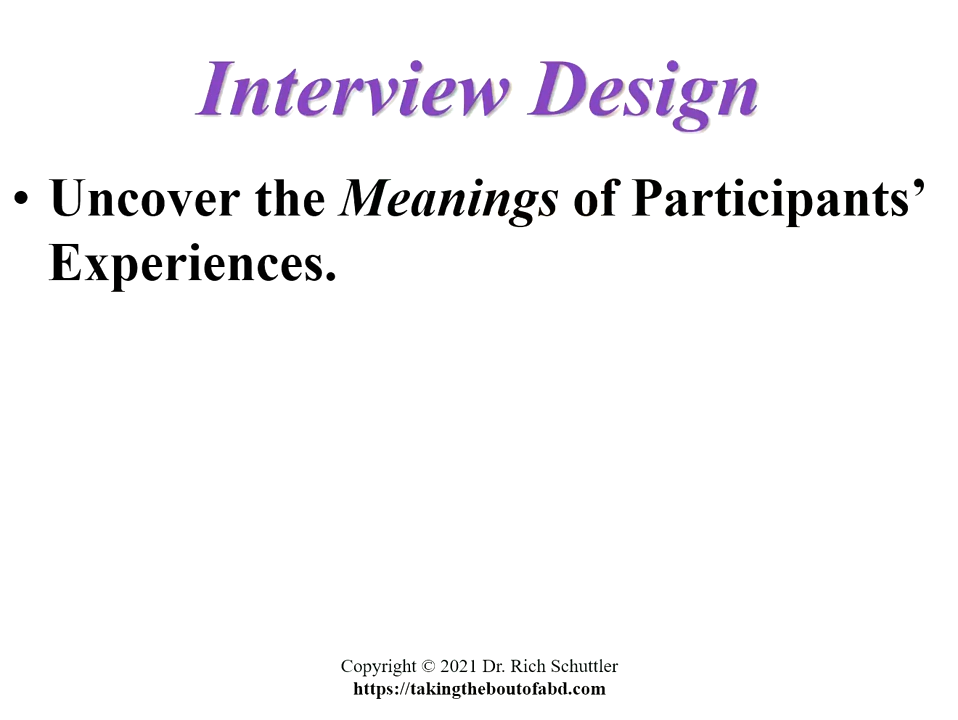 Interview Design
• Uncover the Meanings of Participants’
Experiences.
Copyright © 2021 Dr. Rich Schuttler
https://takingtheboutofabd.com